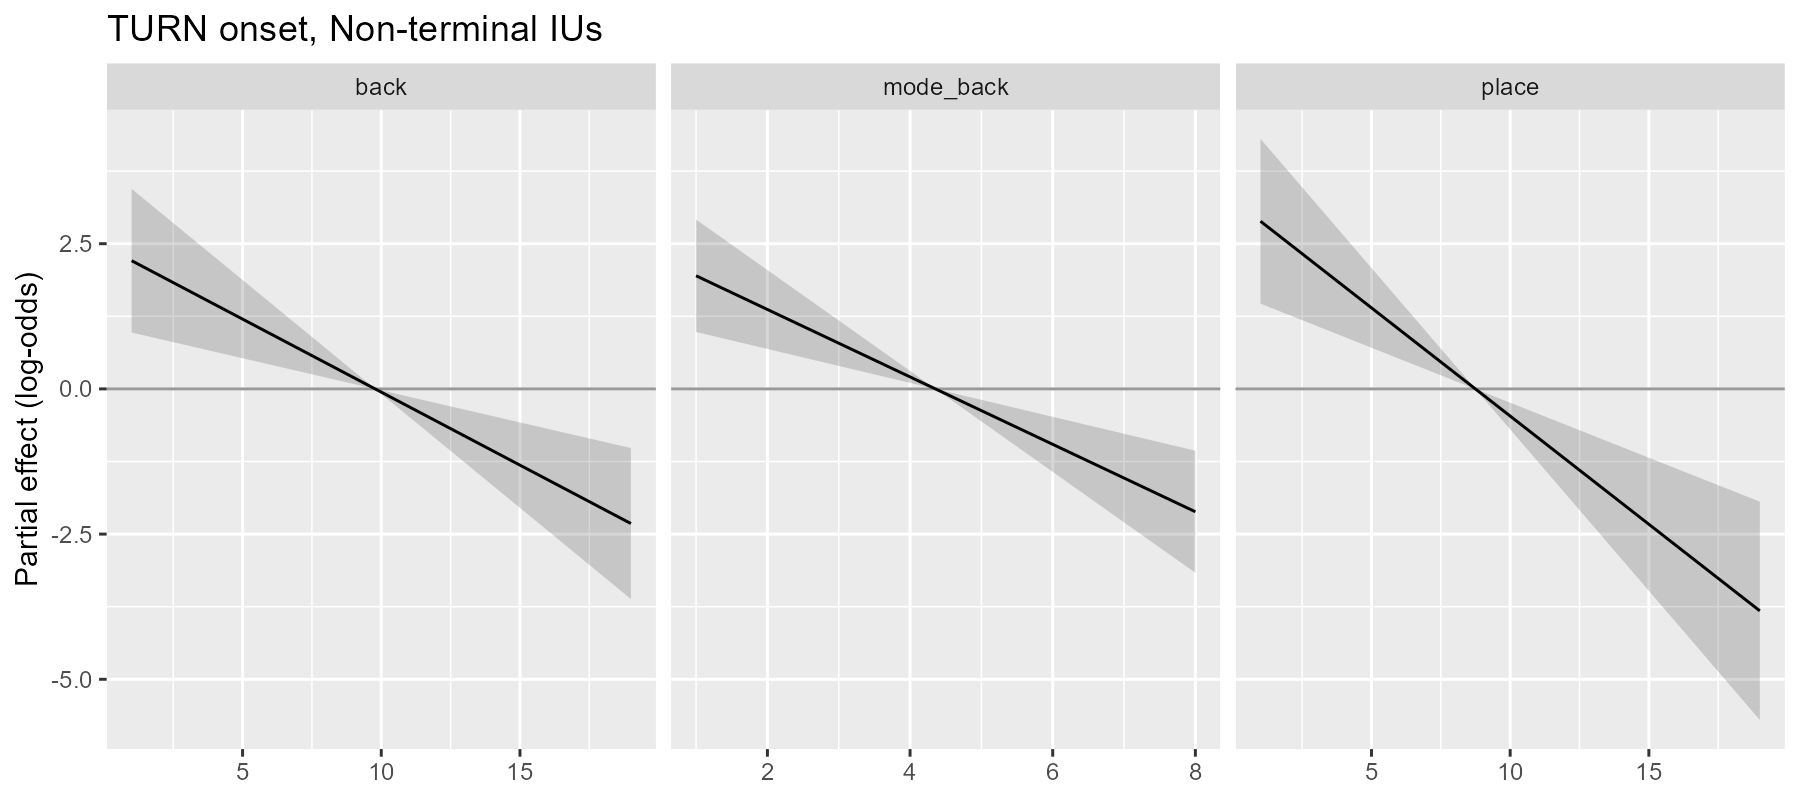 TURN onset, Non-terminal IUs
back
mode_back
place
Partial effect (log-odds)
2.5
0.0
-2.5
-5.0
5 10 15
2 4 6 8
5 10 15